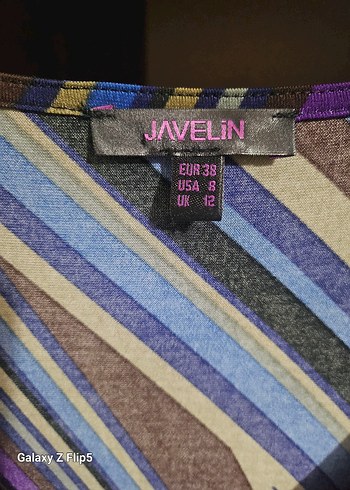 JAVELiN
EUR 38
USA 8
UK 12
Galaxy Z Flip5